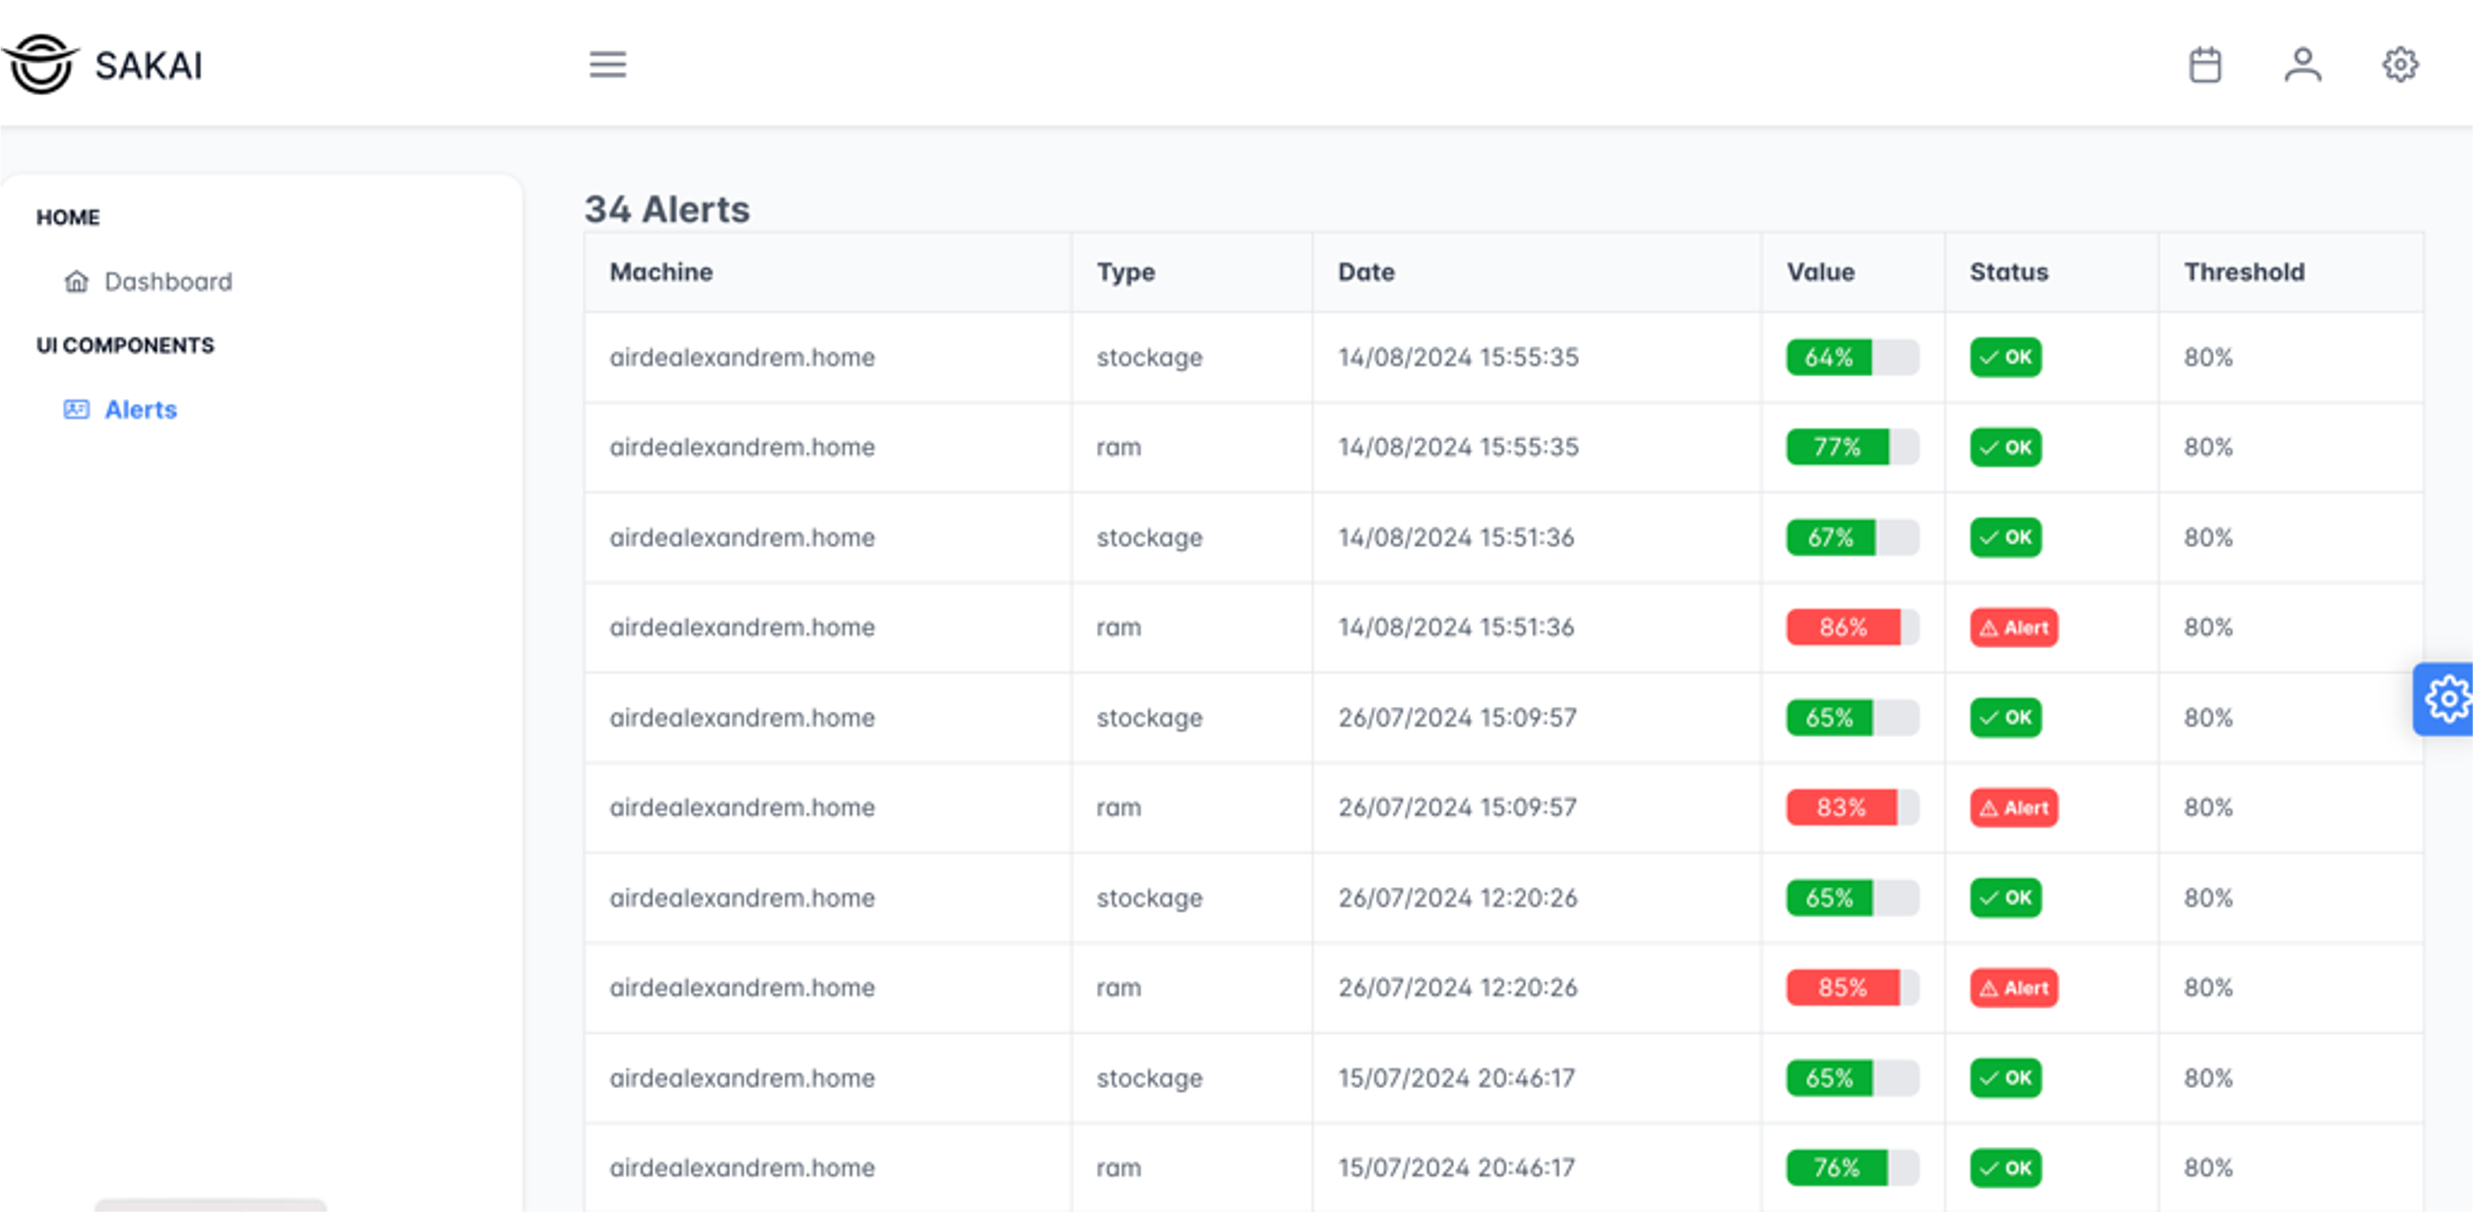 SAKAI
HOME
Dashboard
UI COMPONENTS
Alerts
34 Alerts
Machine Type Date Value Status Threshold
airdealexandrem.home stockage 14/08/2024 15:55:35 64% OK 80%
airdealexandrem.home ram 14/08/2024 15:55:35 77% OK 80%
airdealexandrem.home stockage 14/08/2024 15:51:36 67% OK 80%
airdealexandrem.home ram 14/08/2024 15:51:36 86% Alert 80%
airdealexandrem.home stockage 26/07/2024 15:09:57 65% OK 80%
airdealexandrem.home ram 26/07/2024 15:09:57 83% Alert 80%
airdealexandrem.home stockage 26/07/2024 12:20:26 65% OK 80%
airdealexandrem.home ram 26/07/2024 12:20:26 85% Alert 80%
airdealexandrem.home stockage 15/07/2024 20:46:17 65% OK 80%
airdealexandrem.home ram 15/07/2024 20:46:17 76% OK 80%